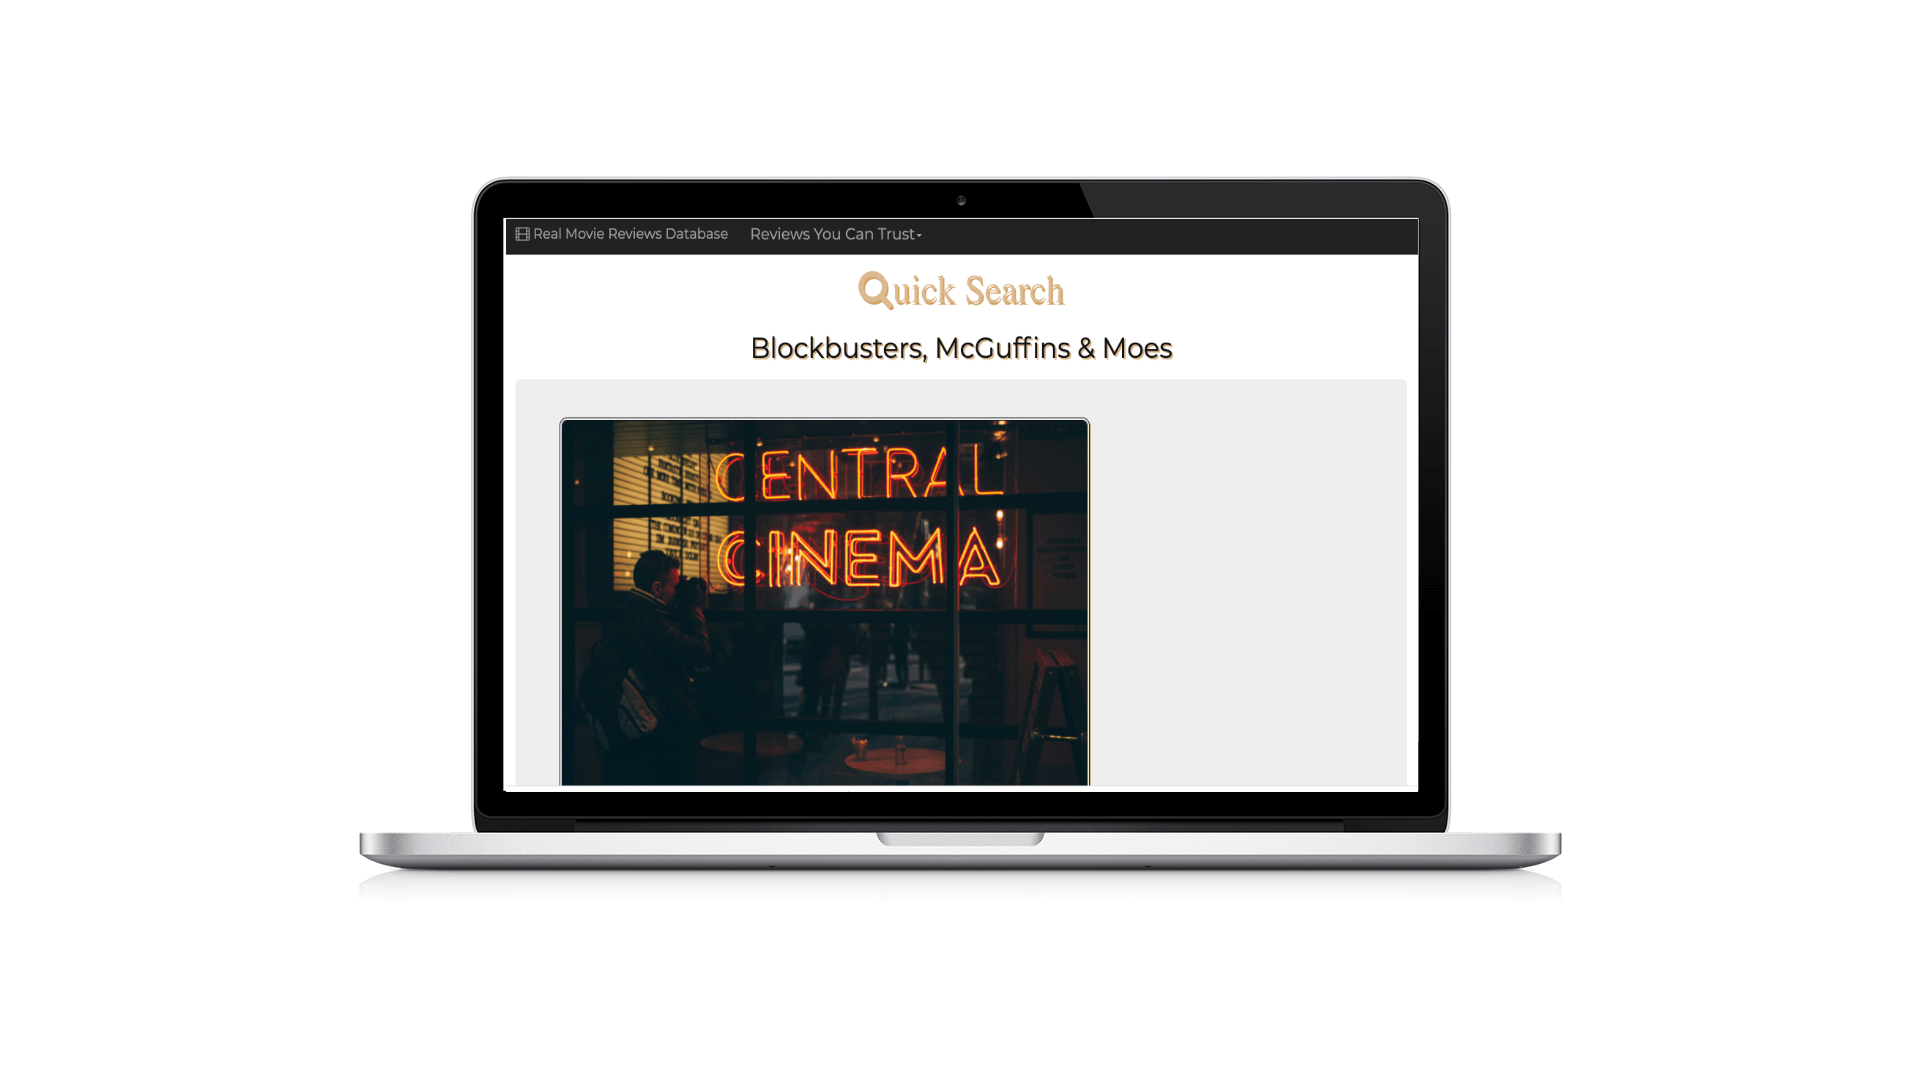 Real Movie Reviews Database Reviews You Can Trust
Quick Search
Blockbusters, McGuffins & Moes
CENTRAL
CINEMA